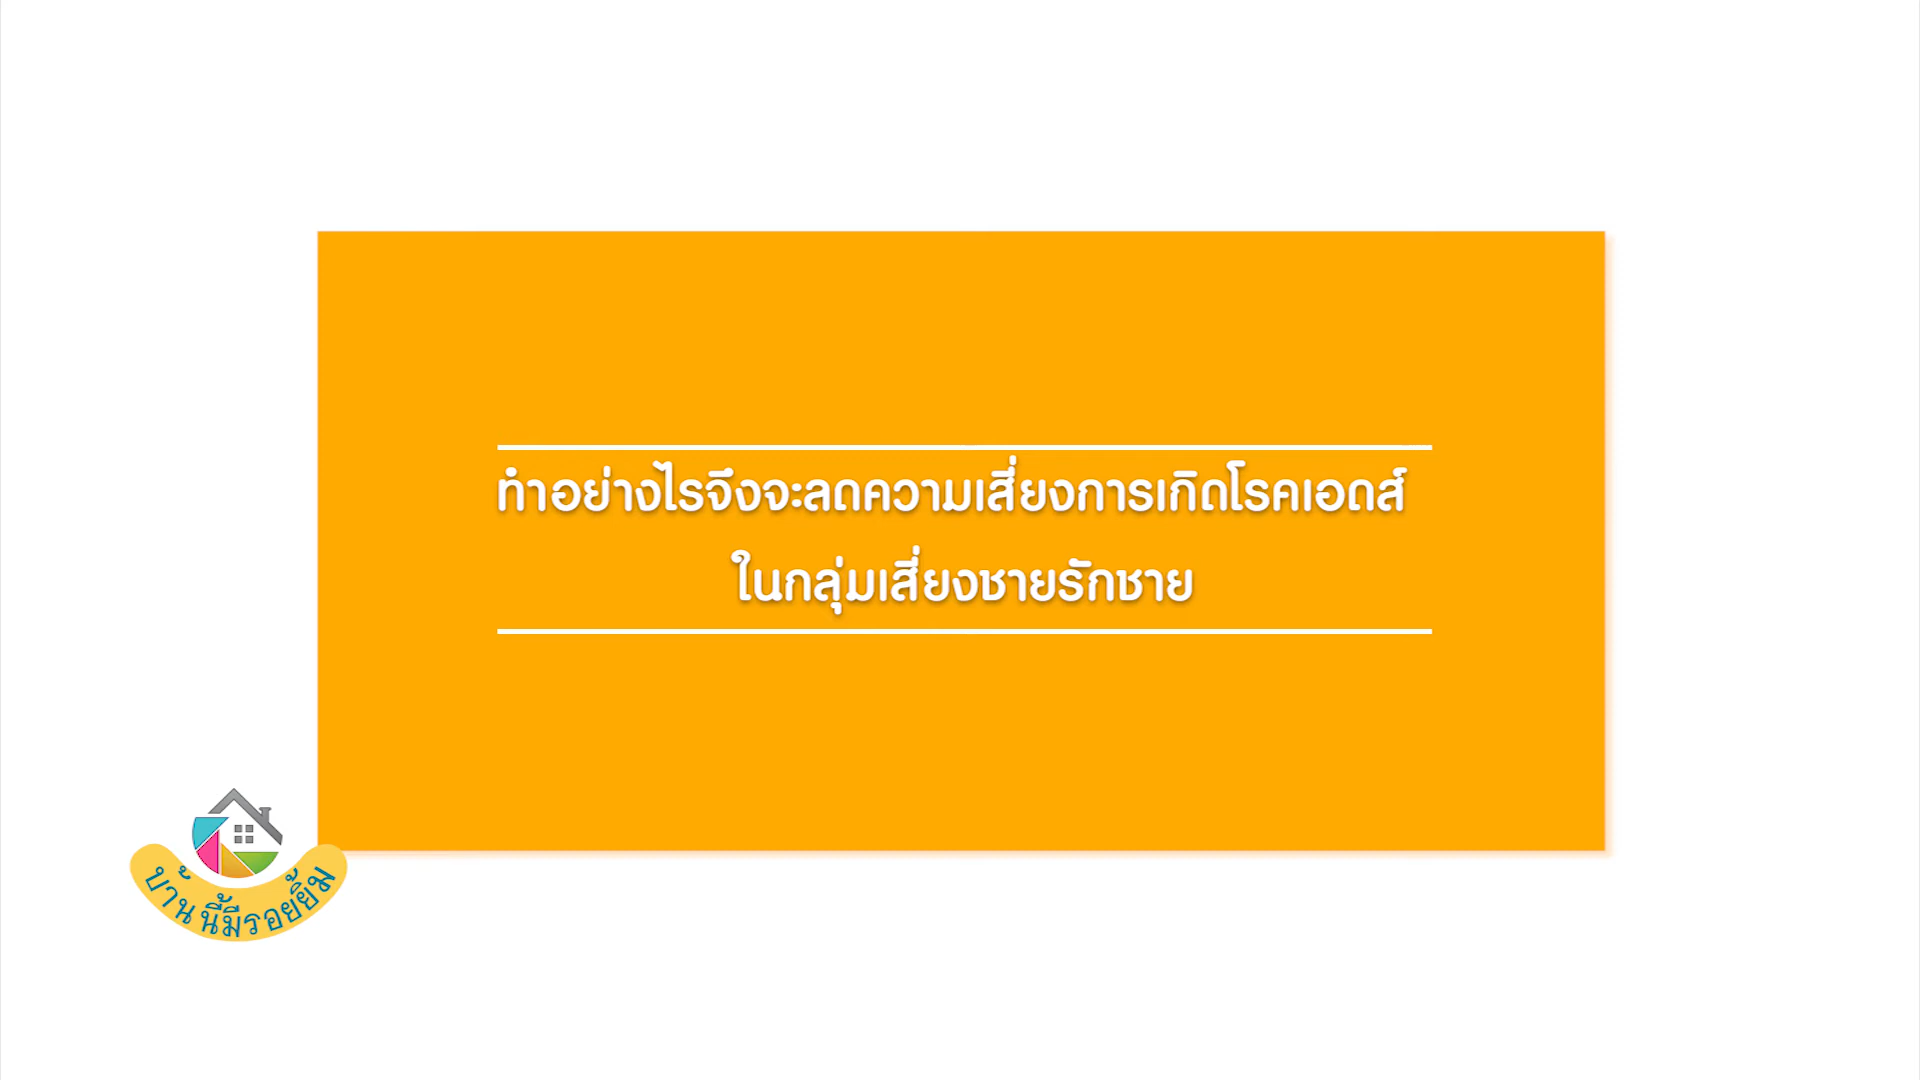 ทำอย่างไรจึงจะลดความเสี่ยงการเกิดโรคเอดส์
ในกลุ่มเสี่ยงชายรักชาย
บ้านนี้มีรอยยิ้ม